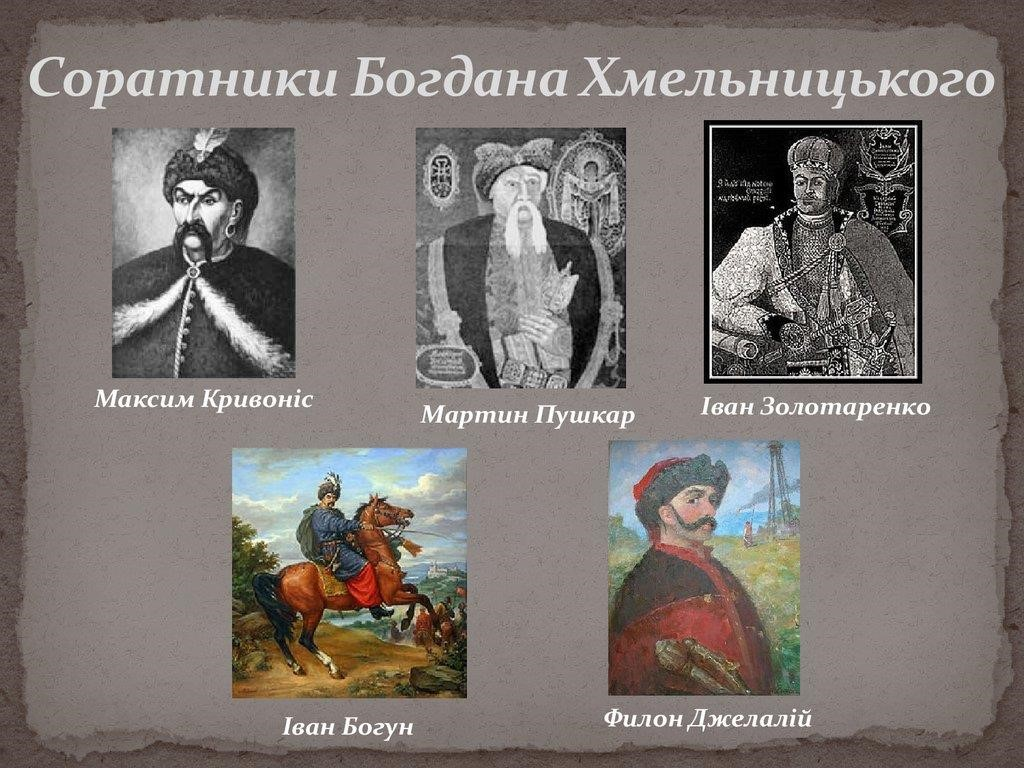 Соратники Богдана Хмельницького
Максим Кривоніс
Мартин Пушкар
Іван Золотаренко
Іван Богун
Филон Джелалій